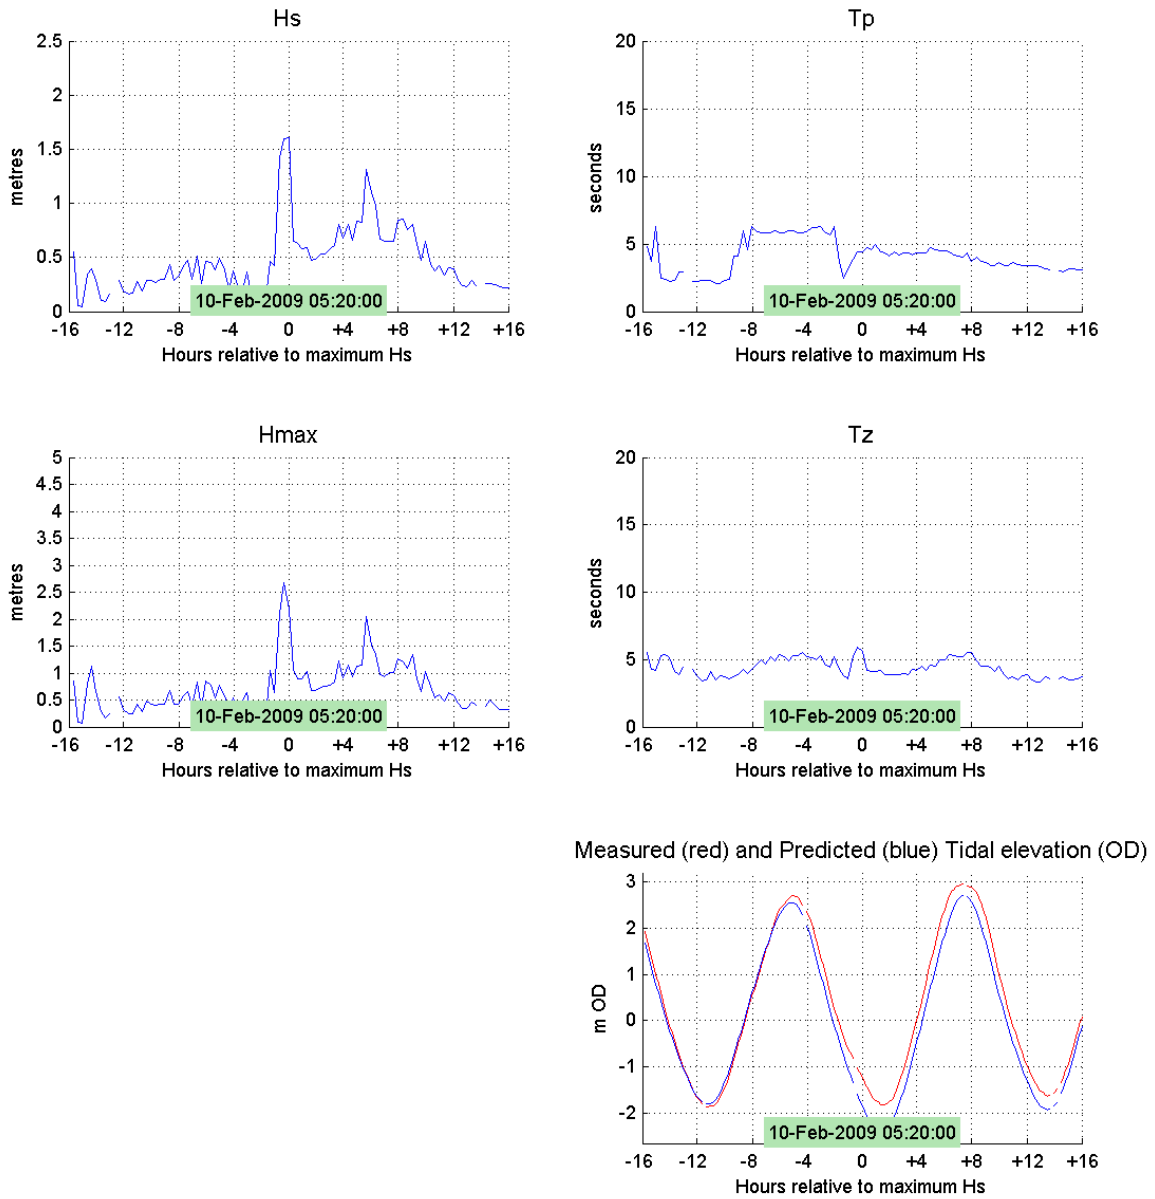 Hs
2.5
2
1.5
1
0.5
0
metres
-16 -12 -8 -4 0 +4 +8 +12 +16
10-Feb-2009 05:20:00
Hours relative to maximum Hs
Tp
20
15
10
5
0
seconds
-16 -12 -8 -4 0 +4 +8 +12 +16
10-Feb-2009 05:20:00
Hours relative to maximum Hs
Hmax
5
4.5
4
3.5
3
2.5
2
1.5
1
0.5
0
metres
-16 -12 -8 -4 0 +4 +8 +12 +16
10-Feb-2009 05:20:00
Hours relative to maximum Hs
Tz
20
15
10
5
0
seconds
-16 -12 -8 -4 0 +4 +8 +12 +16
10-Feb-2009 05:20:00
Hours relative to maximum Hs
Measured (red) and Predicted (blue) Tidal elevation (OD)
3
2
1
0
-1
-2
m OD
-16 -12 -8 -4 0 +4 +8 +12 +16
10-Feb-2009 05:20:00
Hours relative to maximum Hs